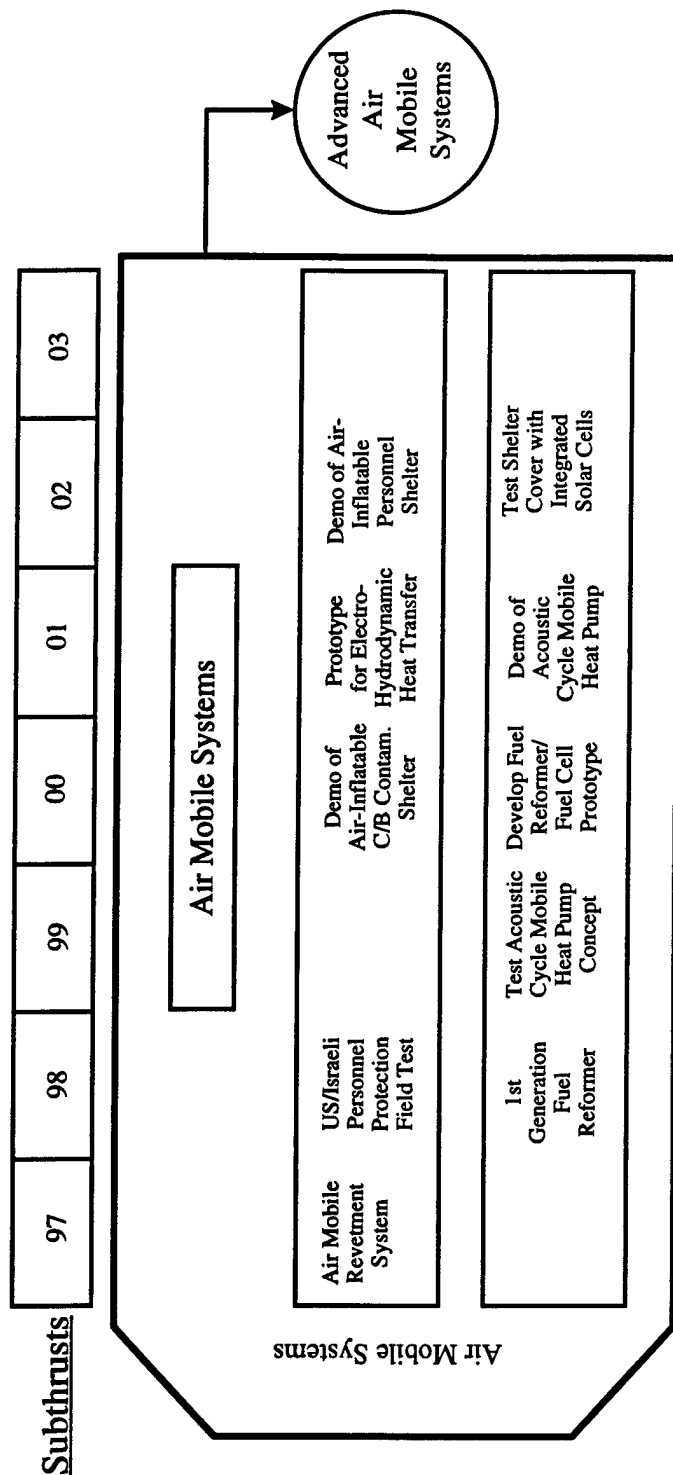 Subthrusts
97
98
99
00
01
02
03
Air Mobile Systems
Air Mobile Systems
Air Mobile
Revetment
System
US/Israeli
Personnel
Protection
Field Test
Demo of
Air-Inflatable
C/B Contam.
Shelter
Prototype
for Electro-
Hydrodynamic
Heat Transfer
Demo of Air-
Inflatable
Personnel
Shelter
1st
Generation
Fuel
Reformer
Test Acoustic
Cycle Mobile
Heat Pump
Concept
Develop Fuel
Reformer/
Fuel Cell
Prototype
Demo of
Acoustic
Cycle Mobile
Heat Pump
Test Shelter
Cover with
Integrated
Solar Cells
Advanced
Air
Mobile
Systems